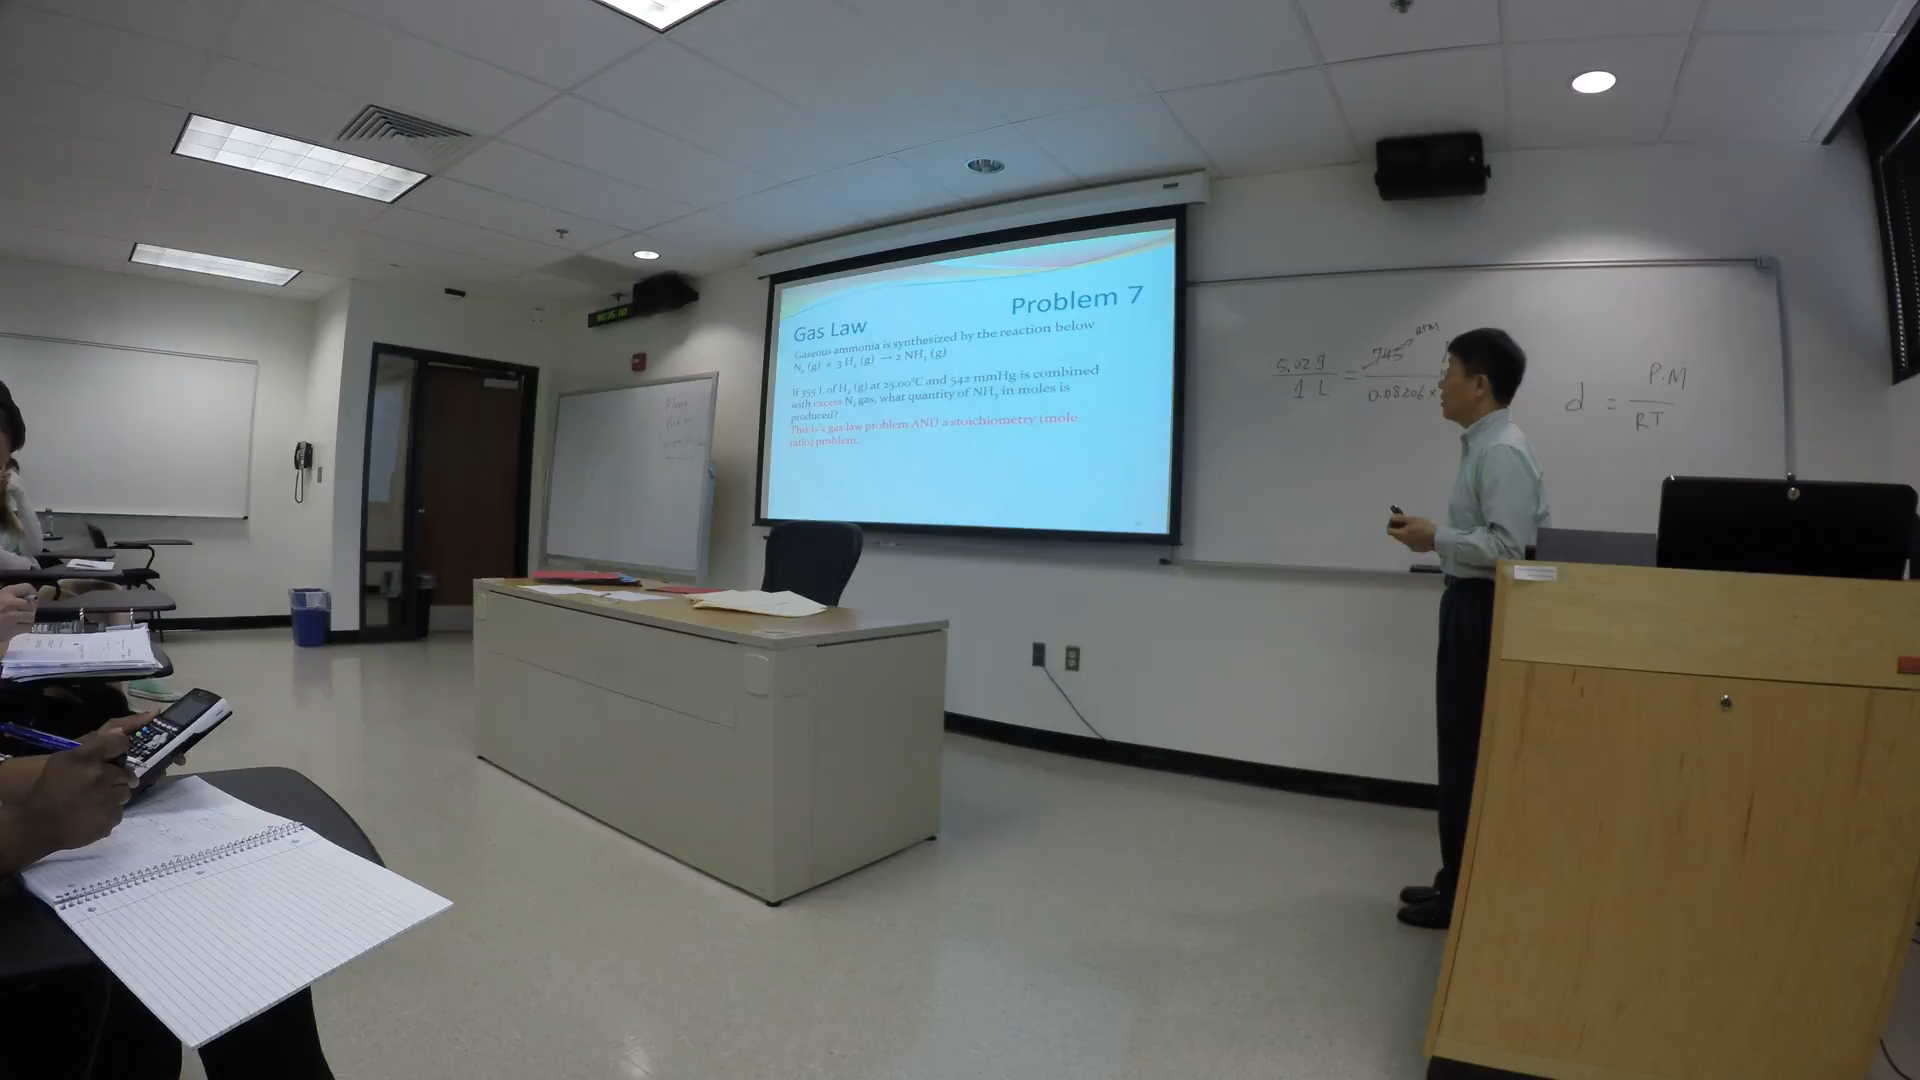 Problem 7
Gas Law
Gaseous ammonia is synthesized by the reaction below
N₂ (g) + 3 H₂ (g) → 2 NH₃ (g)
If 355 L of H₂ (g) at 25.00°C and 542 mmHg is combined
with excess N₂ gas, what quantity of NH₃ in moles is
produced?
This is a gas law problem AND a stoichiometry (mole
ratio) problem.
5.02 g
1 L
=
745
atm
0.08206 ×
d =
P.M
RT
Please